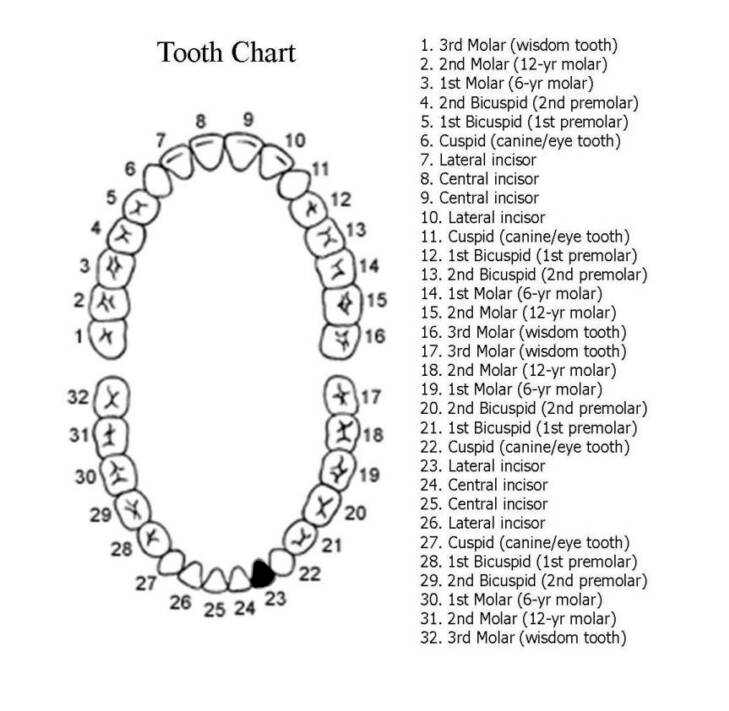 Tooth Chart
1
2
3
4
5
6
7
8
9
10
11
12
13
14
15
16
32
31
30
29
28
27
26
25
24
23
22
21
20
19
18
17
1. 3rd Molar (wisdom tooth)
2. 2nd Molar (12-yr molar)
3. 1st Molar (6-yr molar)
4. 2nd Bicuspid (2nd premolar)
5. 1st Bicuspid (1st premolar)
6. Cuspid (canine/eye tooth)
7. Lateral incisor
8. Central incisor
9. Central incisor
10. Lateral incisor
11. Cuspid (canine/eye tooth)
12. 1st Bicuspid (1st premolar)
13. 2nd Bicuspid (2nd premolar)
14. 1st Molar (6-yr molar)
15. 2nd Molar (12-yr molar)
16. 3rd Molar (wisdom tooth)
17. 3rd Molar (wisdom tooth)
18. 2nd Molar (12-yr molar)
19. 1st Molar (6-yr molar)
20. 2nd Bicuspid (2nd premolar)
21. 1st Bicuspid (1st premolar)
22. Cuspid (canine/eye tooth)
23. Lateral incisor
24. Central incisor
25. Central incisor
26. Lateral incisor
27. Cuspid (canine/eye tooth)
28. 1st Bicuspid (1st premolar)
29. 2nd Bicuspid (2nd premolar)
30. 1st Molar (6-yr molar)
31. 2nd Molar (12-yr molar)
32. 3rd Molar (wisdom tooth)